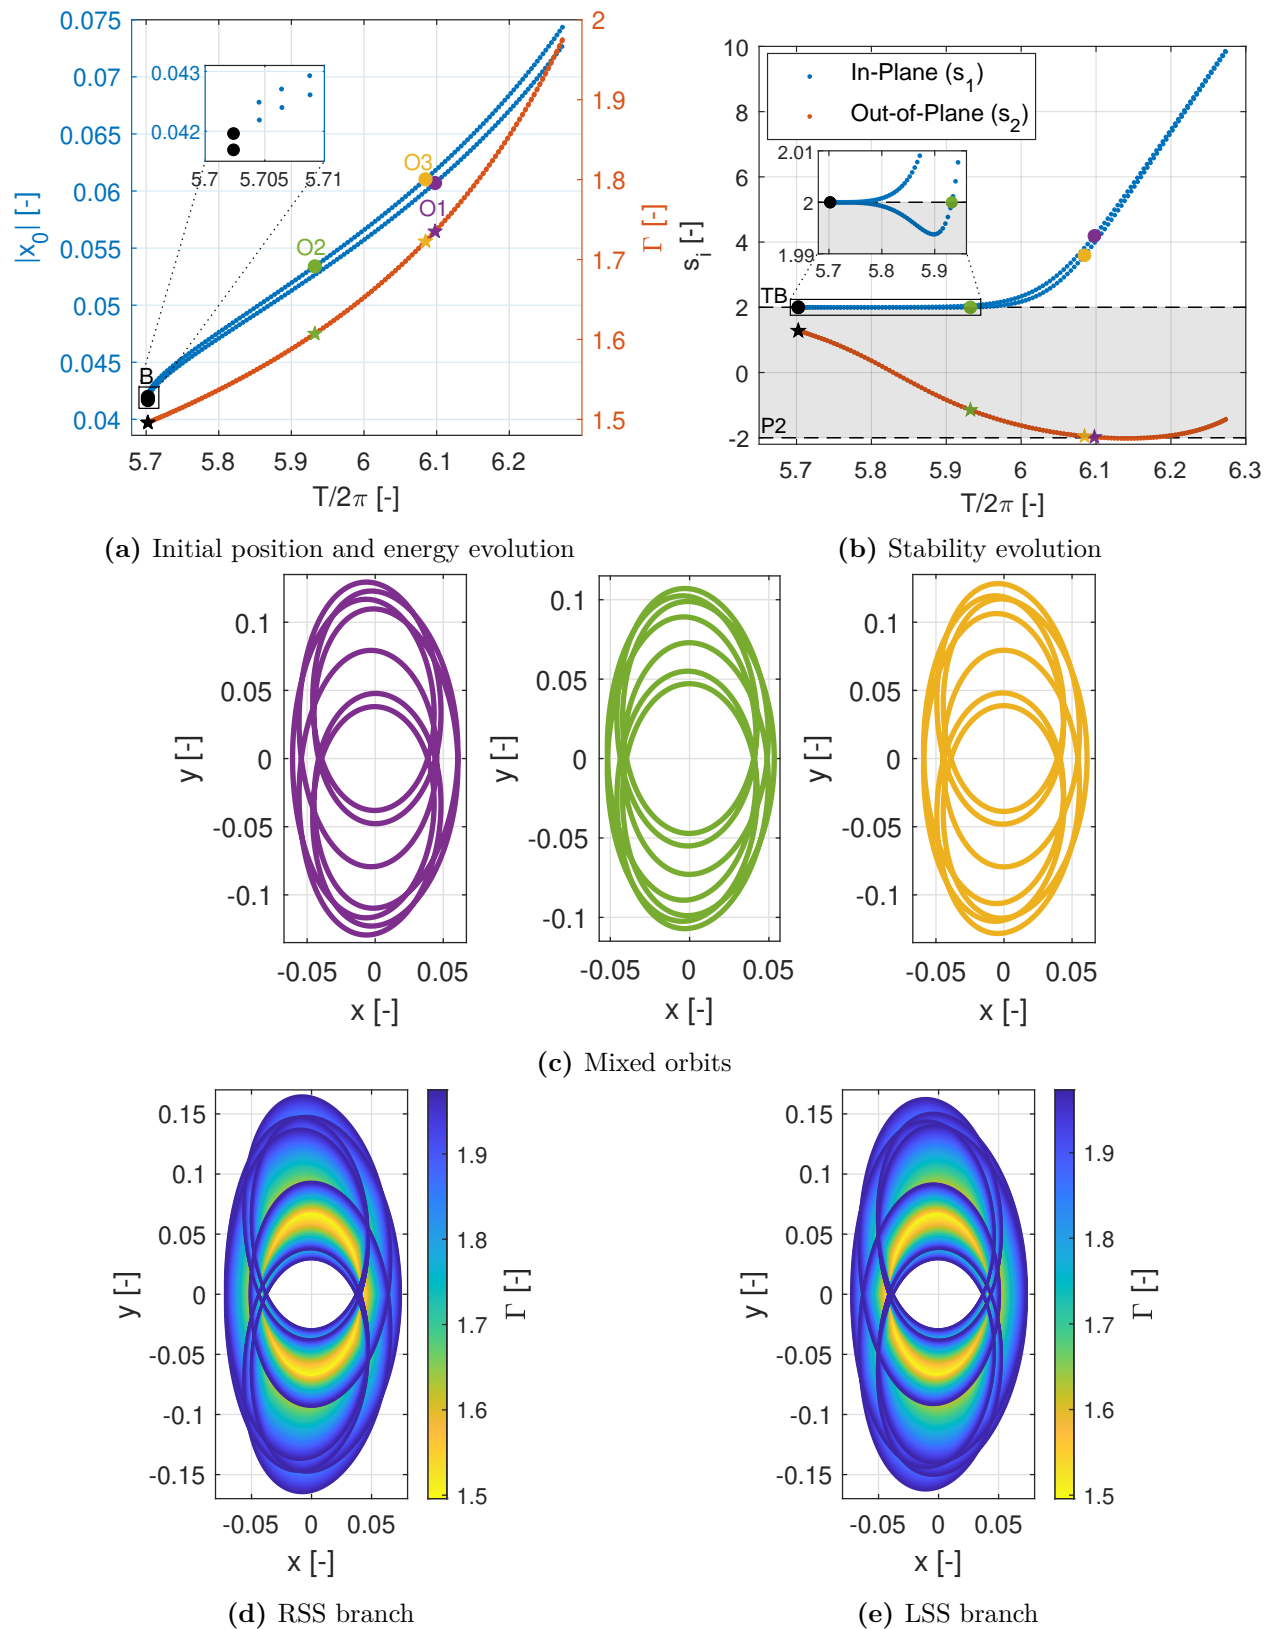 0.075
0.07
0.065
0.06
0.055
0.05
0.045
0.04
|x₀| [-]
0.043
0.042
5.7 5.705 5.71
O3
O1
O2
B
2
1.9
1.8
1.7
1.6
1.5
Γ [-]
5.7 5.8 5.9 6 6.1 6.2
T/2π [-]
(a) Initial position and energy evolution
10
8
6
4
2
0
-2
s_i [-]
In-Plane (s₁)
Out-of-Plane (s₂)
2.01
2
1.99
5.7 5.8 5.9
TB
P2
5.7 5.8 5.9 6 6.1 6.2 6.3
T/2π [-]
(b) Stability evolution
0.1
0.05
0
-0.05
-0.1
y [-]
-0.05 0 0.05
x [-]
0.1
0.05
0
-0.05
-0.1
y [-]
-0.05 0 0.05
x [-]
0.1
0.05
0
-0.05
-0.1
y [-]
-0.05 0 0.05
x [-]
(c) Mixed orbits
0.15
0.1
0.05
0
-0.05
-0.1
-0.15
y [-]
-0.05 0 0.05
x [-]
1.9
1.8
1.7
1.6
1.5
Γ [-]
(d) RSS branch
0.15
0.1
0.05
0
-0.05
-0.1
-0.15
y [-]
-0.05 0 0.05
x [-]
1.9
1.8
1.7
1.6
1.5
Γ [-]
(e) LSS branch